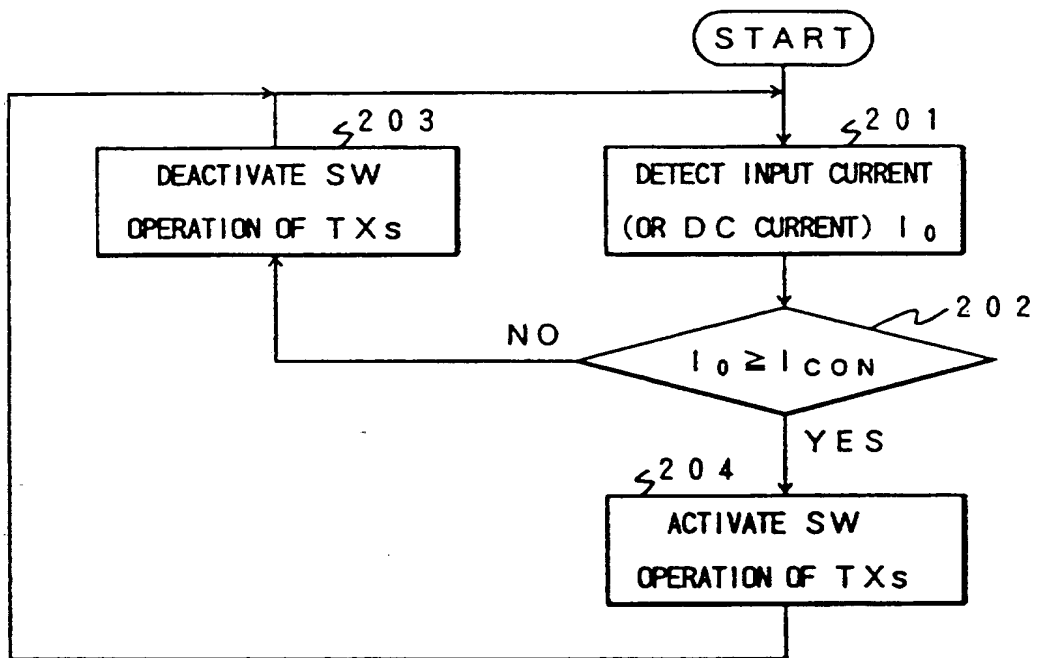 START
203
201
DEACTIVATE SW
OPERATION OF TXs
DETECT INPUT CURRENT
(OR DC CURRENT) I0
202
NO
I0 ≧ ICON
YES
204
ACTIVATE SW
OPERATION OF TXs